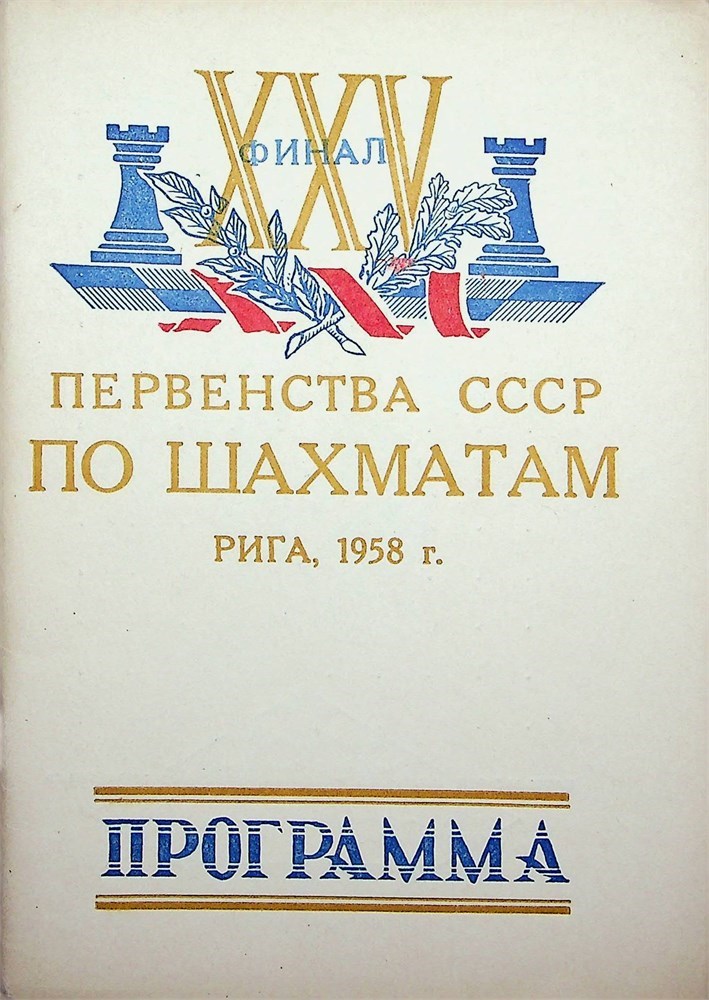 XXV
ФИНАЛ
ПЕРВЕНСТВА СССР
ПО ШАХМАТАМ
РИГА, 1958 г.
ПРОГРАММА